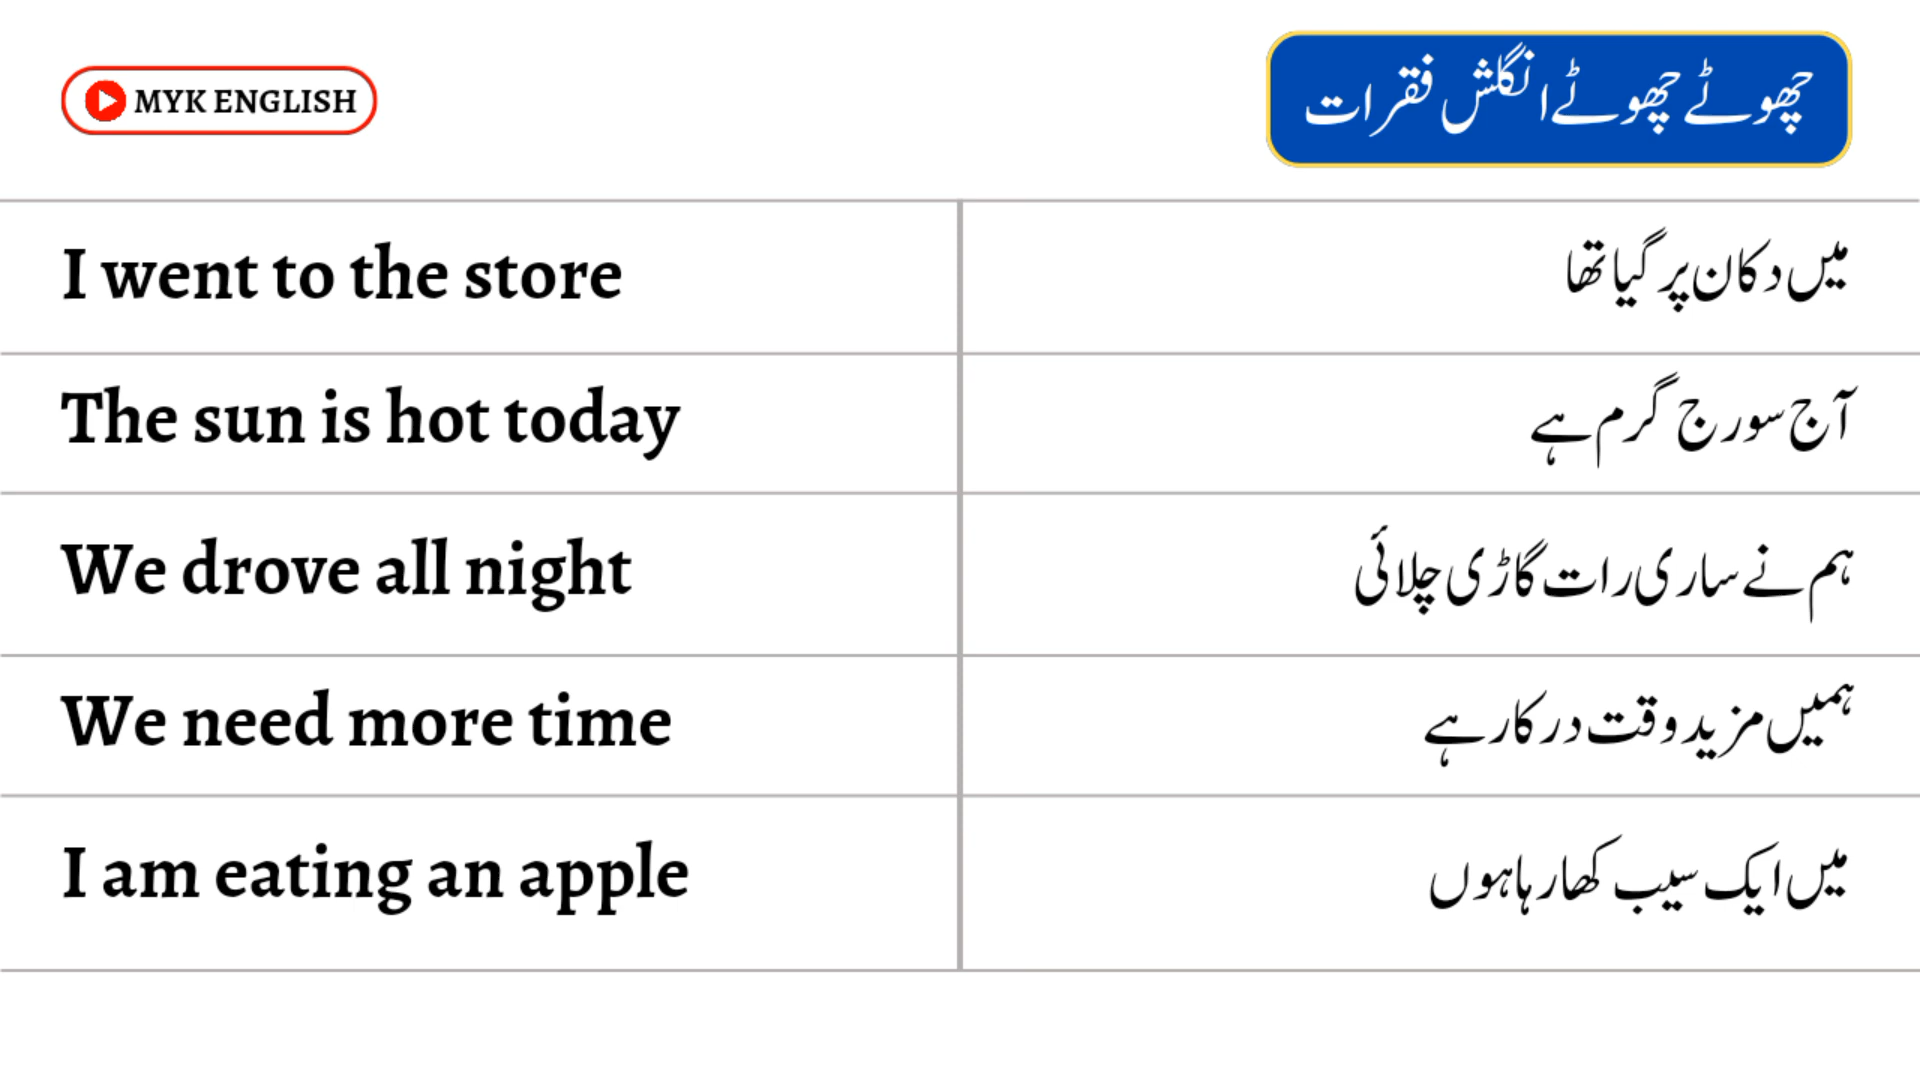 MYK ENGLISH
چھوٹے چھوٹے انگلش فقرات
I went to the store
میں دکان پر گیا تھا
The sun is hot today
آج سورج گرم ہے
We drove all night
ہم نے ساری رات گاڑی چلائی
We need more time
ہمیں مزید وقت درکار ہے
I am eating an apple
میں ایک سیب کھا رہا ہوں